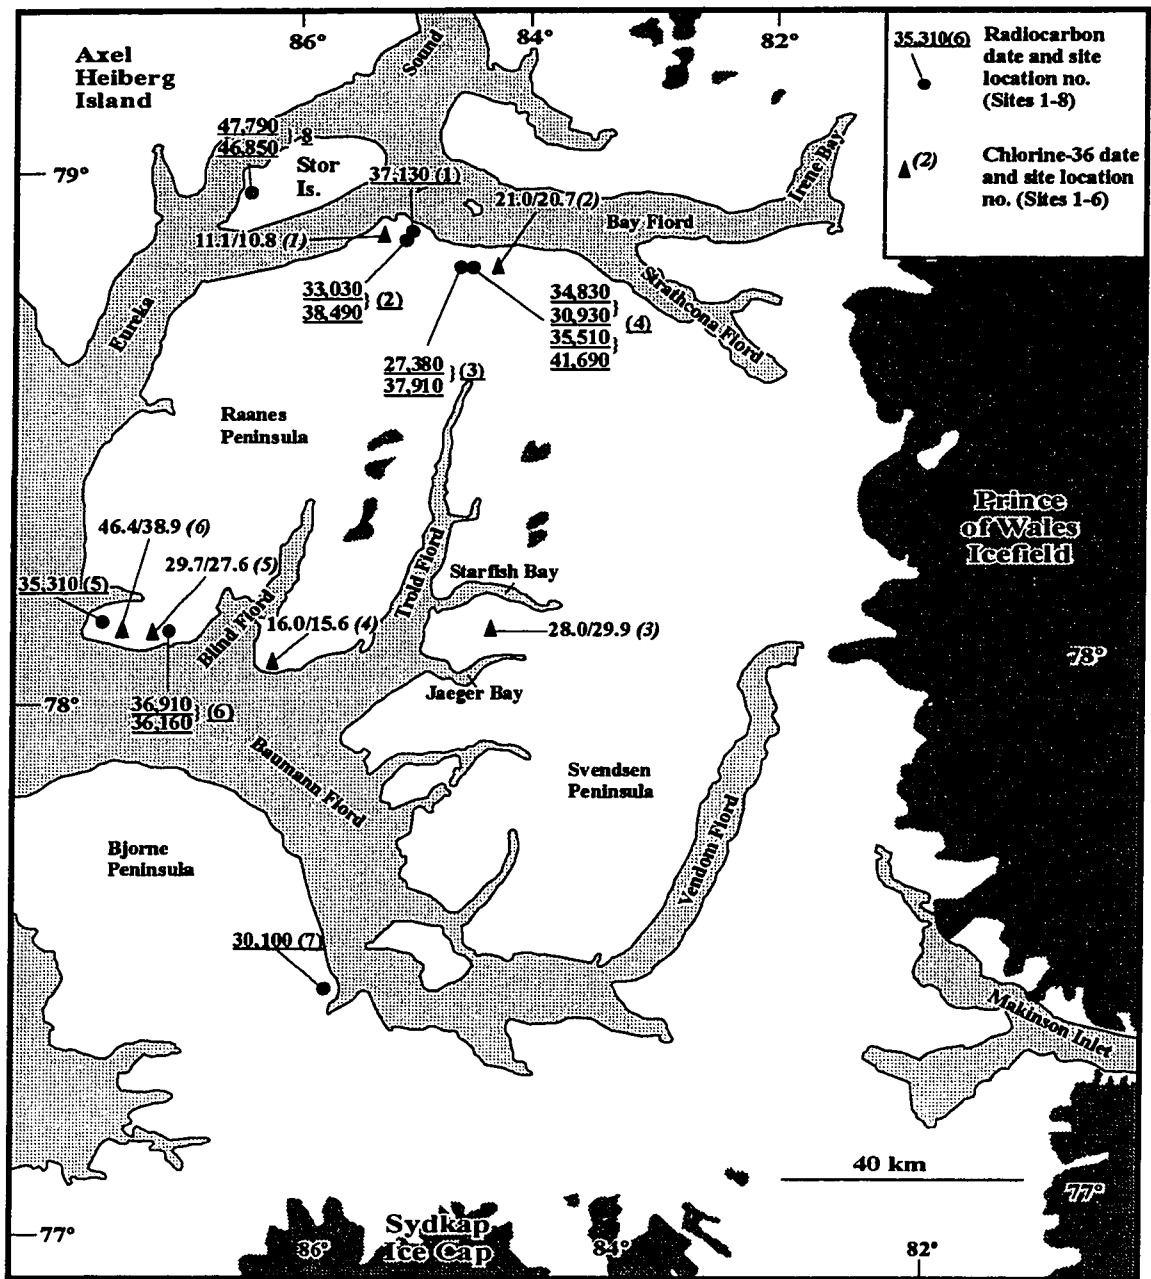 86°
84°
82°
Axel
Heiberg
Island
Sound
35,310(6)
Radiocarbon
date and site
location no.
(Sites 1-8)
(2)
Chlorine-36 date
and site location
no. (Sites 1-6)
47,790
46,850
} 8
Stor
Is.
79°
37,130 (1)
21.0/20.7(2)
Irene Bay
Bay Fiord
11.1/10.8 (1)
33,030
38,490
} (2)
34,830
30,930
35,510
41,690
} (4)
Strathcona Fiord
Eureka
27,380
37,910
} (3)
Raanes
Peninsula
Prince
of Wales
Icefield
46.4/38.9 (6)
29.7/27.6 (5)
35,310 (5)
Trold Fiord
Starfish Bay
Blind Fiord
16.0/15.6 (4)
28.0/29.9 (3)
78°
Jaeger Bay
78°
36,910
36,160
} (6)
Baumann Fiord
Svendsen
Peninsula
Vendom Fiord
Bjorne
Peninsula
30,100 (7)
Makinson Inlet
40 km
77°
77°
Sydkap
Ice Cap
86°
84°
82°